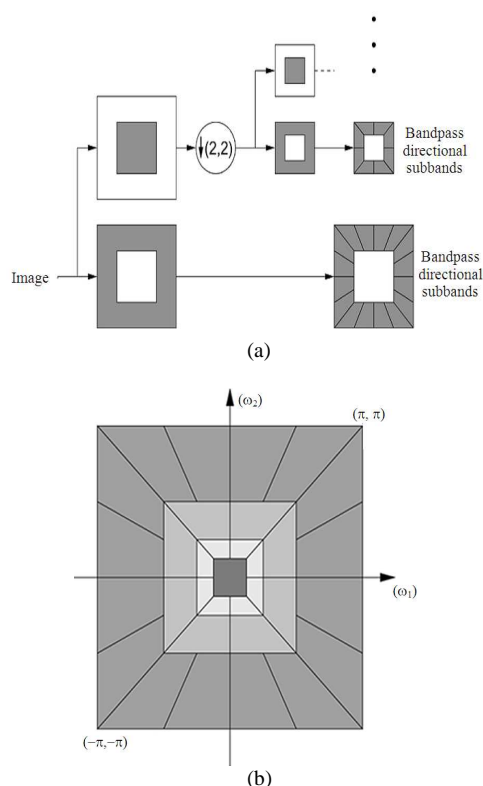 Image
(2,2)
Bandpass
directional
subbands
Bandpass
directional
subbands
(a)
(ω₂)
(π, π)
(ω₁)
(−π,−π)
(b)